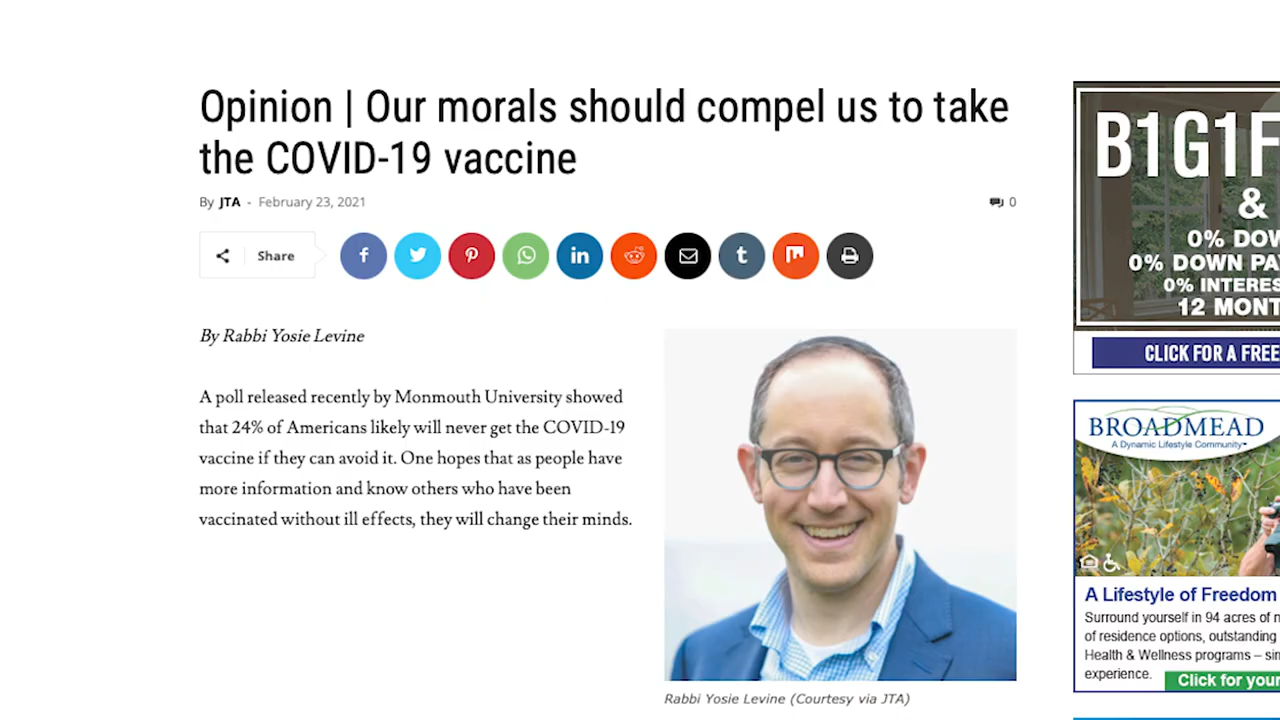 Opinion | Our morals should compel us to take
the COVID-19 vaccine
By JTA - February 23, 2021
0
Share
By Rabbi Yosie Levine
A poll released recently by Monmouth University showed
that 24% of Americans likely will never get the COVID-19
vaccine if they can avoid it. One hopes that as people have
more information and know others who have been
vaccinated without ill effects, they will change their minds.
Rabbi Yosie Levine (Courtesy via JTA)
B1G1F
&
0% DOW
0% DOWN PA
0% INTERES
12 MONT
CLICK FOR A FREE
BROADMEAD
A Dynamic Lifestyle Community
A Lifestyle of Freedom
Surround yourself in 94 acres of n
of residence options, outstanding
Health & Wellness programs – sin
experience.
Click for your